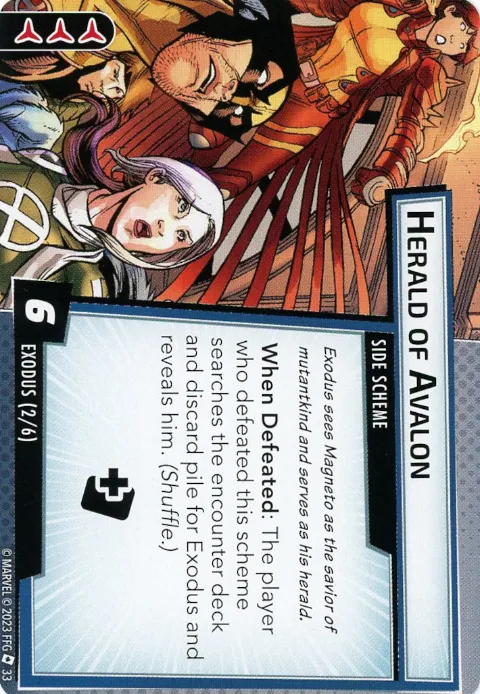 HERALD OF AVALON
SIDE SCHEME
Exodus sees Magneto as the savior of
mutantkind and serves as his herald.
When Defeated: The player
who defeated this scheme
searches the encounter deck
and discard pile for Exodus and
reveals him. (Shuffle.)
6
EXODUS (2/6)
© MARVEL © 2023 FFG 33